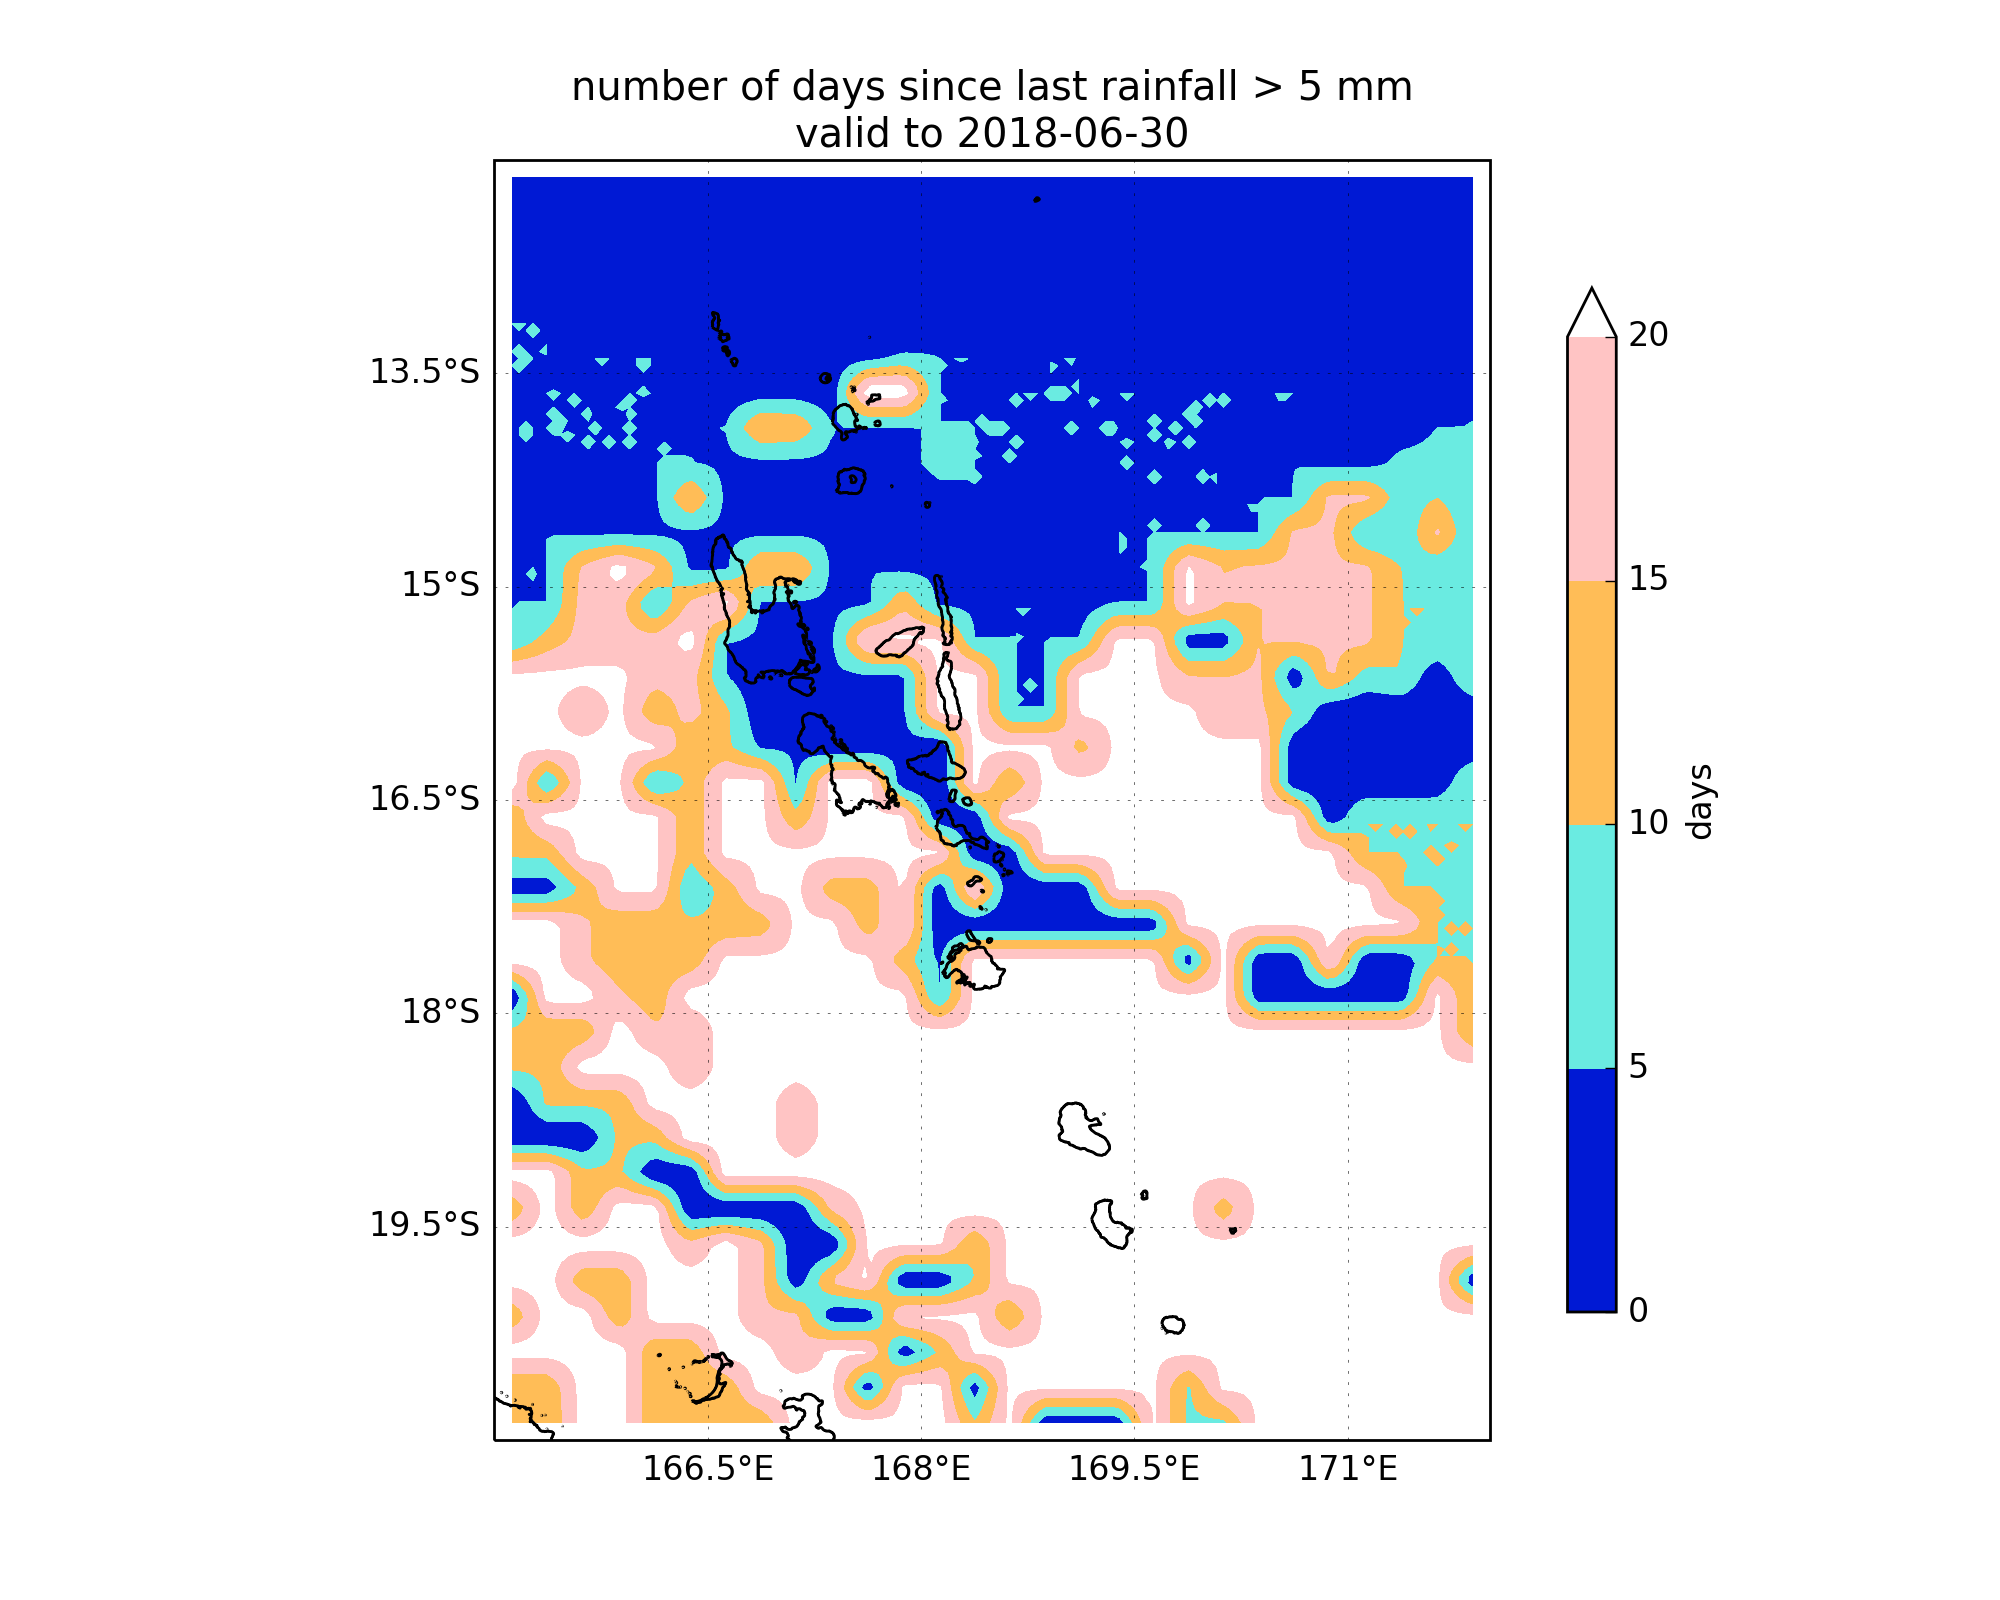 number of days since last rainfall > 5 mm
valid to 2018-06-30
13.5°S
15°S
16.5°S
18°S
19.5°S
166.5°E
168°E
169.5°E
171°E
20
15
10
5
0
days